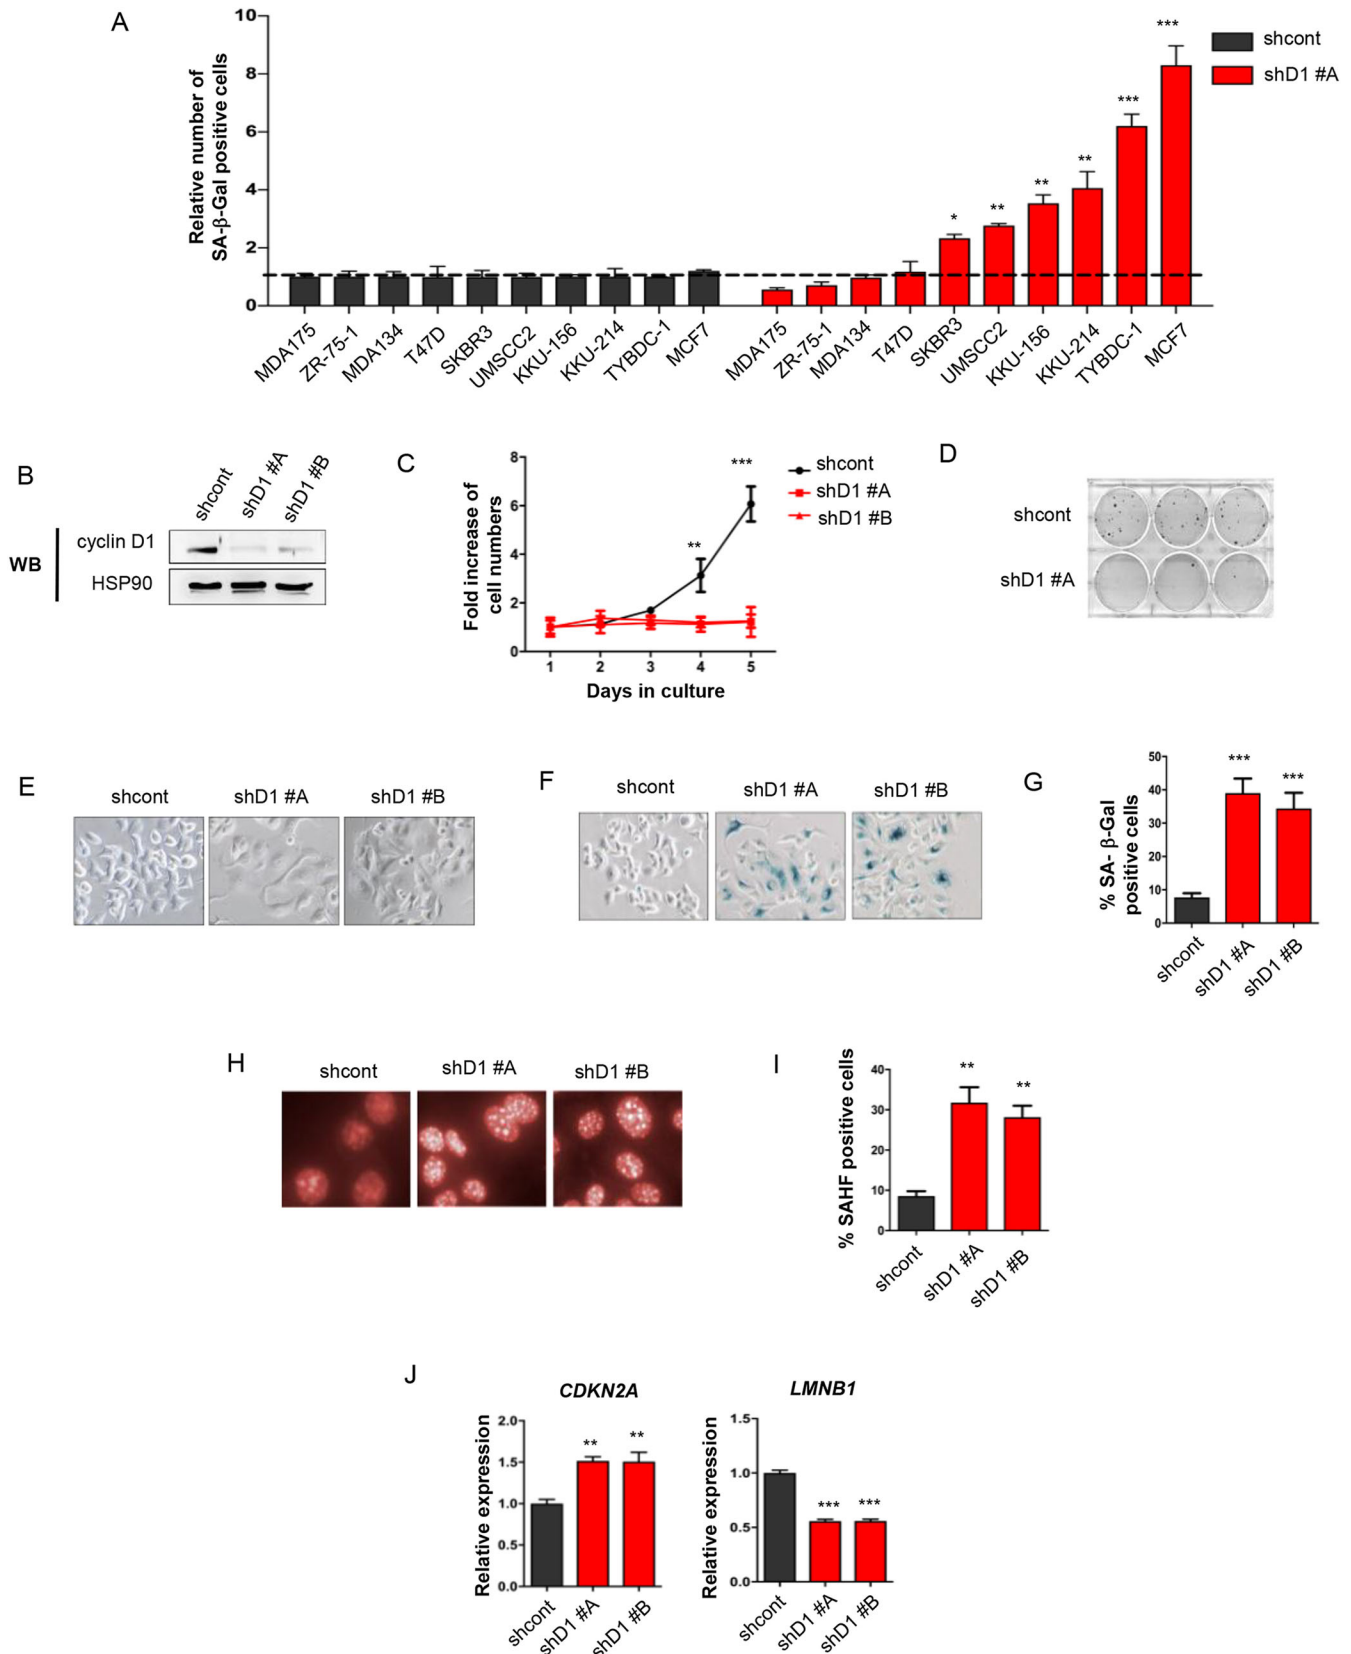 A
Relative number of
SA-β-Gal positive cells
10
8
6
4
2
0
* ** ** ** *** ***
shcont
shD1 #A
MDA175 ZR-75-1 MDA134 T47D SKBR3 UMSCC2 KKU-156 KKU-214 TYBDC-1 MCF7 MDA175 ZR-75-1 MDA134 T47D SKBR3 UMSCC2 KKU-156 KKU-214 TYBDC-1 MCF7
B
shcont shD1 #A shD1 #B
WB
cyclin D1
HSP90
C
Fold increase of
cell numbers
8
6
4
2
0
** ***
1 2 3 4 5
Days in culture
shcont
shD1 #A
shD1 #B
D
shcont
shD1 #A
E
shcont shD1 #A shD1 #B
F
shcont shD1 #A shD1 #B
G
% SA- β-Gal
positive cells
50
40
30
20
10
0
*** ***
shcont shD1 #A shD1 #B
H
shcont shD1 #A shD1 #B
I
% SAHF positive cells
40
30
20
10
0
** **
shcont shD1 #A shD1 #B
J
CDKN2A
Relative expression
2.0
1.5
1.0
0.5
0.0
** **
shcont shD1 #A shD1 #B
LMNB1
Relative expression
1.5
1.0
0.5
0.0
*** ***
shcont shD1 #A shD1 #B